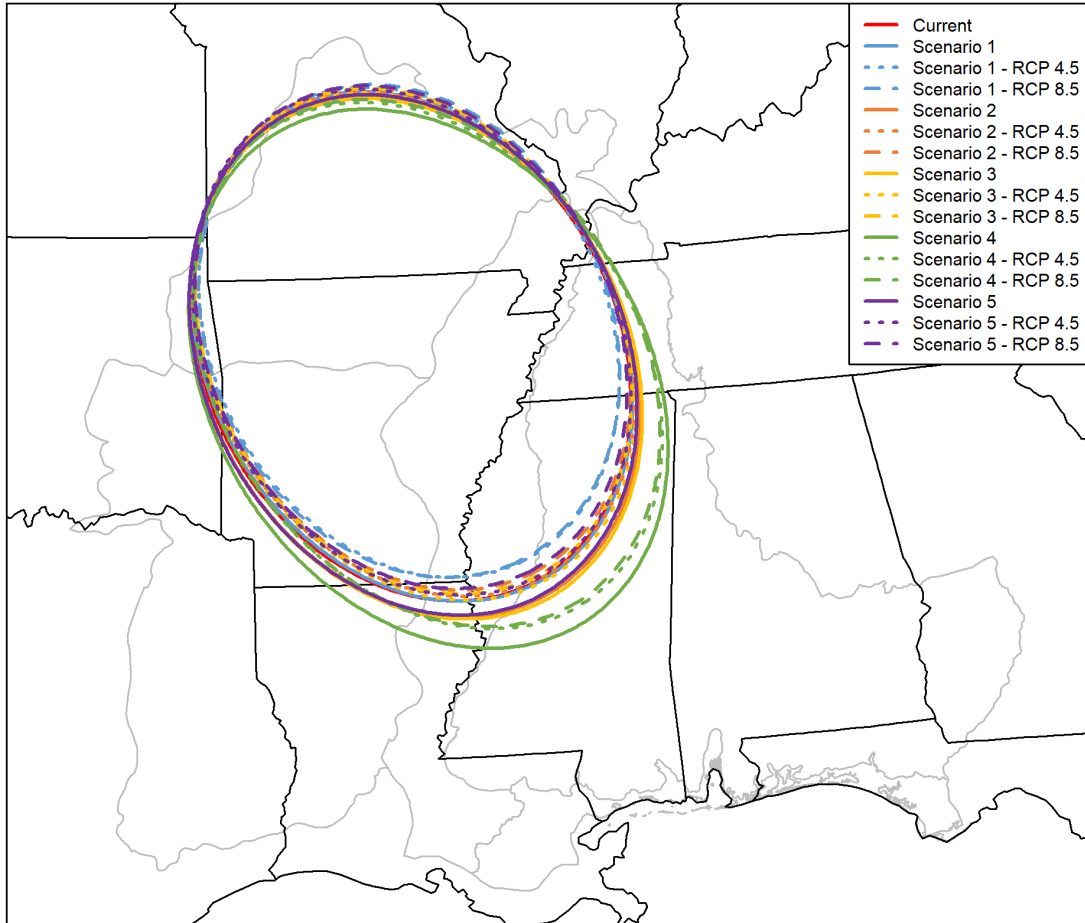 Current
Scenario 1
Scenario 1 - RCP 4.5
Scenario 1 - RCP 8.5
Scenario 2
Scenario 2 - RCP 4.5
Scenario 2 - RCP 8.5
Scenario 3
Scenario 3 - RCP 4.5
Scenario 3 - RCP 8.5
Scenario 4
Scenario 4 - RCP 4.5
Scenario 4 - RCP 8.5
Scenario 5
Scenario 5 - RCP 4.5
Scenario 5 - RCP 8.5